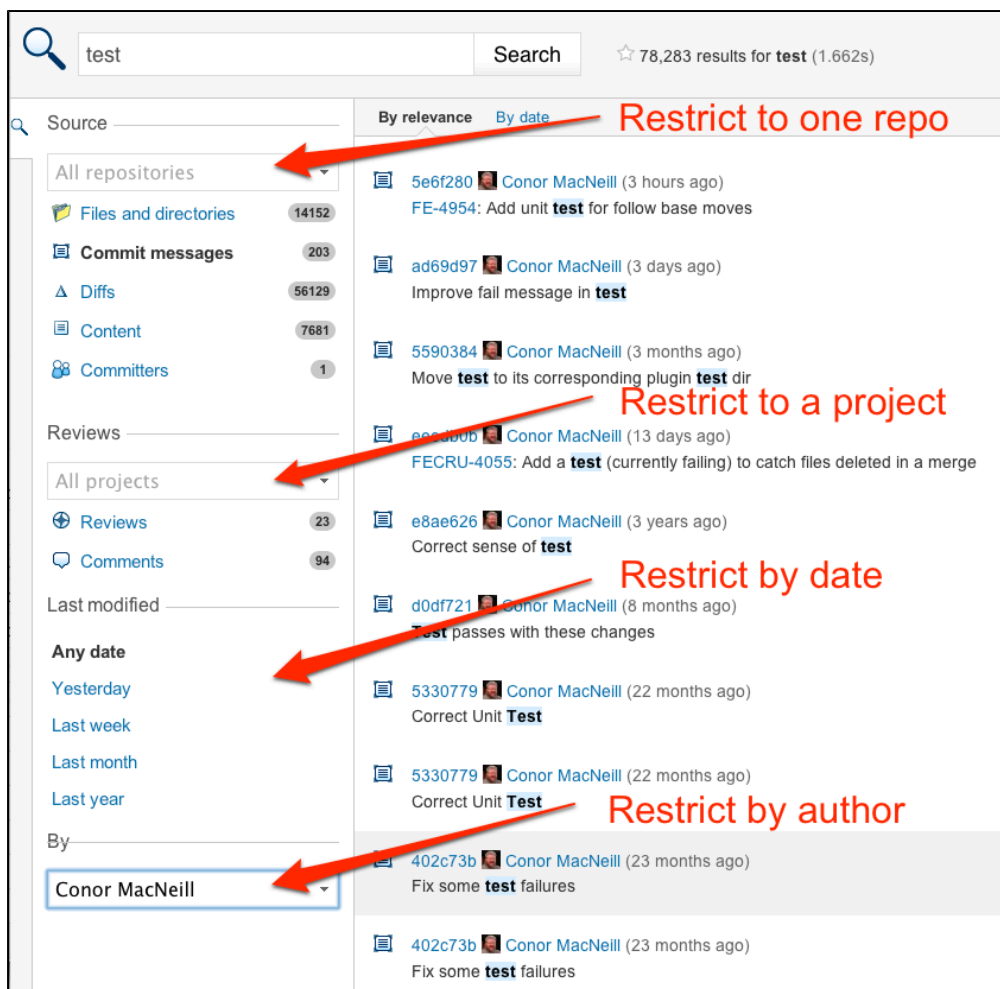 test
Search
78,283 results for test (1.662s)
Source
All repositories
Files and directories 14152
Commit messages 203
Diffs 56129
Content 7681
Committers 1
Reviews
All projects
Reviews 23
Comments 94
Last modified
Any date
Yesterday
Last week
Last month
Last year
By
Conor MacNeill
By relevance By date
Restrict to one repo
5e6f280 Conor MacNeill (3 hours ago)
FE-4954: Add unit test for follow base moves
ad69d97 Conor MacNeill (3 days ago)
Improve fail message in test
5590384 Conor MacNeill (3 months ago)
Move test to its corresponding plugin test dir
Restrict to a project
Conor MacNeill (13 days ago)
FECRU-4055: Add a test (currently failing) to catch files deleted in a merge
e8ae626 Conor MacNeill (3 years ago)
Correct sense of test
Restrict by date
d0df721 Conor MacNeill (8 months ago)
Test passes with these changes
5330779 Conor MacNeill (22 months ago)
Correct Unit Test
5330779 Conor MacNeill (22 months ago)
Correct Unit Test
Restrict by author
402c73b Conor MacNeill (23 months ago)
Fix some test failures
402c73b Conor MacNeill (23 months ago)
Fix some test failures